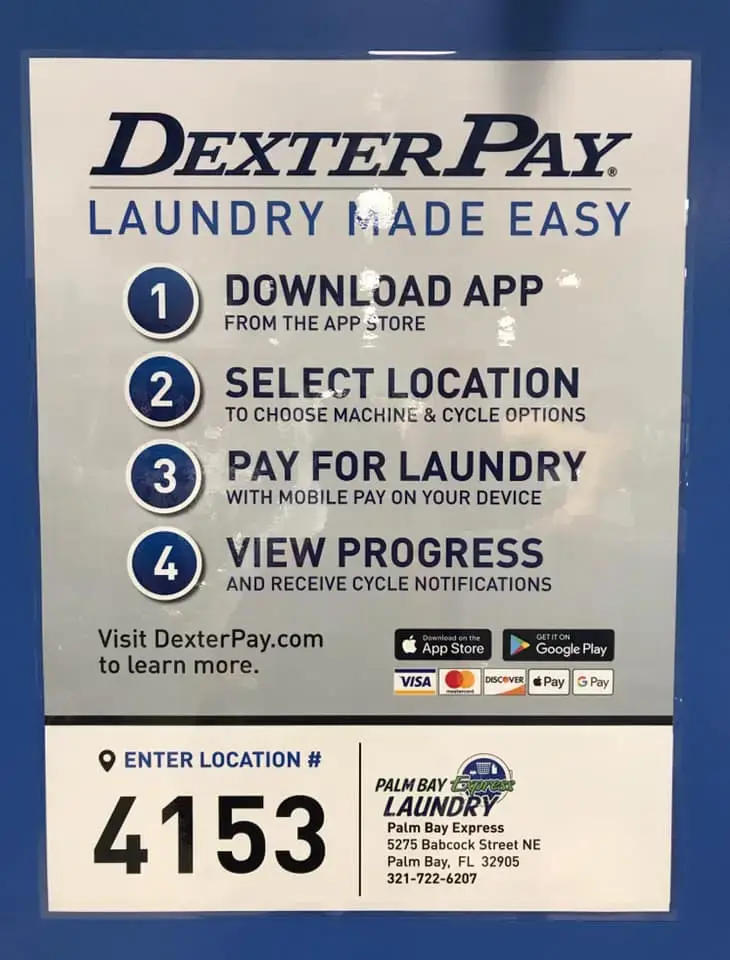 DEXTER PAY®
LAUNDRY MADE EASY
1 DOWNLOAD APP
FROM THE APP STORE
2 SELECT LOCATION
TO CHOOSE MACHINE & CYCLE OPTIONS
3 PAY FOR LAUNDRY
WITH MOBILE PAY ON YOUR DEVICE
4 VIEW PROGRESS
AND RECEIVE CYCLE NOTIFICATIONS
Visit DexterPay.com
to learn more.
Download on the
App Store
GET IT ON
Google Play
VISA mastercard DISCOVER Pay G Pay
ENTER LOCATION #
4153
PALM BAY Express
LAUNDRY
Palm Bay Express
5275 Babcock Street NE
Palm Bay, FL 32905
321-722-6207